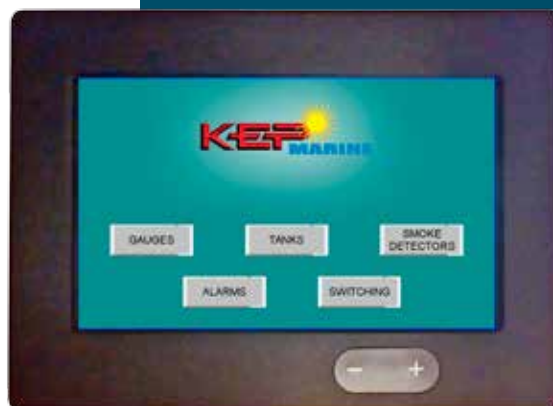 KEP
MARINE
GAUGES
TANKS
SMOKE
DETECTORS
ALARMS
SWITCHING
- +